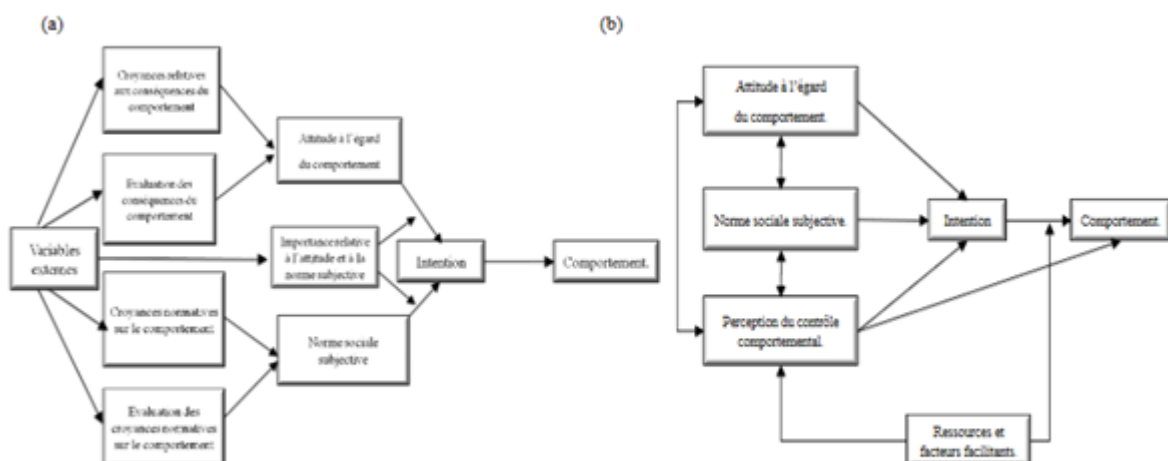 (a)
Croyances relatives
aux conséquences du
comportement
Evaluation des
conséquences du
comportement
Variables
externes
Croyances normatives
sur le comportement
Evaluation des
croyances normatives
sur le comportement
Attitude à l'égard
du comportement
Importance relative
à l'attitude et à la
norme subjective
Norme sociale
subjective
Intention
Comportement.
(b)
Attitude à l'égard
du comportement.
Norme sociale subjective.
Perception du contrôle
comportemental.
Intention
Comportement.
Ressources et
facteurs facilitants.